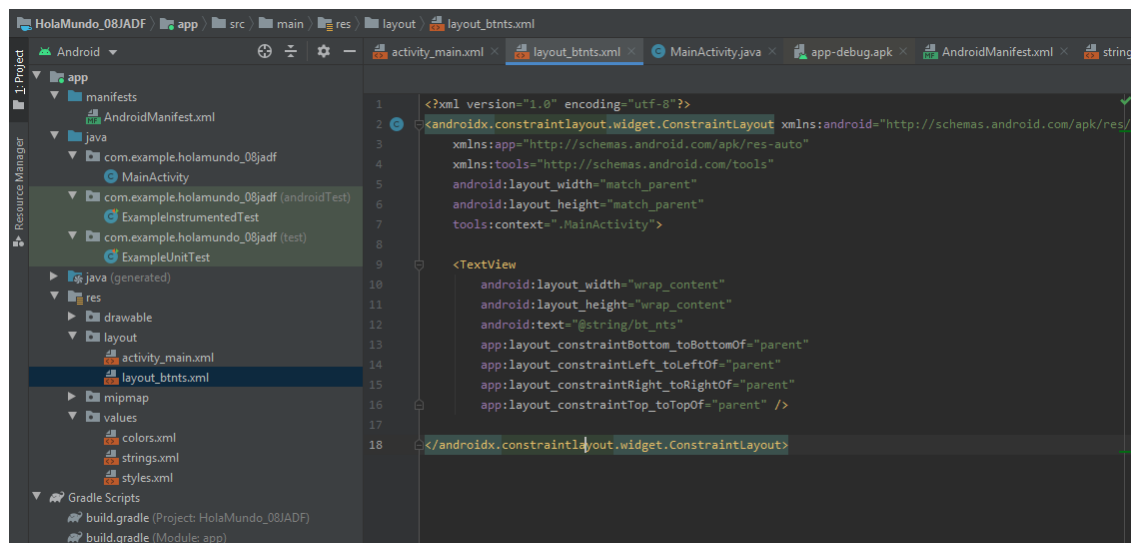 HolaMundo_08JADF app src main res layout layout_btnts.xml
1: Project
Resource Manager
Android
app
manifests
AndroidManifest.xml
java
com.example.holamundo_08jadf
MainActivity
com.example.holamundo_08jadf (androidTest)
ExampleInstrumentedTest
com.example.holamundo_08jadf (test)
ExampleUnitTest
java (generated)
res
drawable
layout
activity_main.xml
layout_btnts.xml
mipmap
values
colors.xml
strings.xml
styles.xml
Gradle Scripts
build.gradle (Project: HolaMundo_08JADF)
build.gradle (Module: app)
activity_main.xml layout_btnts.xml MainActivity.java app-debug.apk AndroidManifest.xml string
1 <?xml version="1.0" encoding="utf-8"?>
2 <androidx.constraintlayout.widget.ConstraintLayout xmlns:android="http://schemas.android.com/apk/res/
3 xmlns:app="http://schemas.android.com/apk/res-auto"
4 xmlns:tools="http://schemas.android.com/tools"
5 android:layout_width="match_parent"
6 android:layout_height="match_parent"
7 tools:context=".MainActivity">
8
9 <TextView
10 android:layout_width="wrap_content"
11 android:layout_height="wrap_content"
12 android:text="@string/bt_nts"
13 app:layout_constraintBottom_toBottomOf="parent"
14 app:layout_constraintLeft_toLeftOf="parent"
15 app:layout_constraintRight_toRightOf="parent"
16 app:layout_constraintTop_toTopOf="parent" />
17
18 </androidx.constraintlayout.widget.ConstraintLayout>